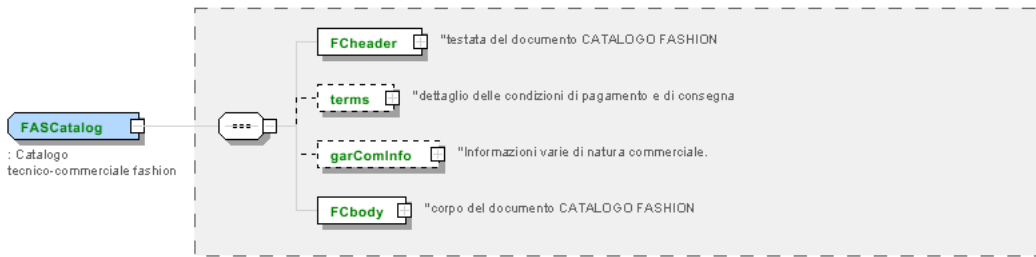 FCheader
"testata del documento CATALOGO FASHION
terms
"dettaglio delle condizioni di pagamento e di consegna
FASCatalog
: Catalogo
tecnico-commerciale fashion
garComInfo
"Informazioni varie di natura commerciale.
FCbody
"corpo del documento CATALOGO FASHION